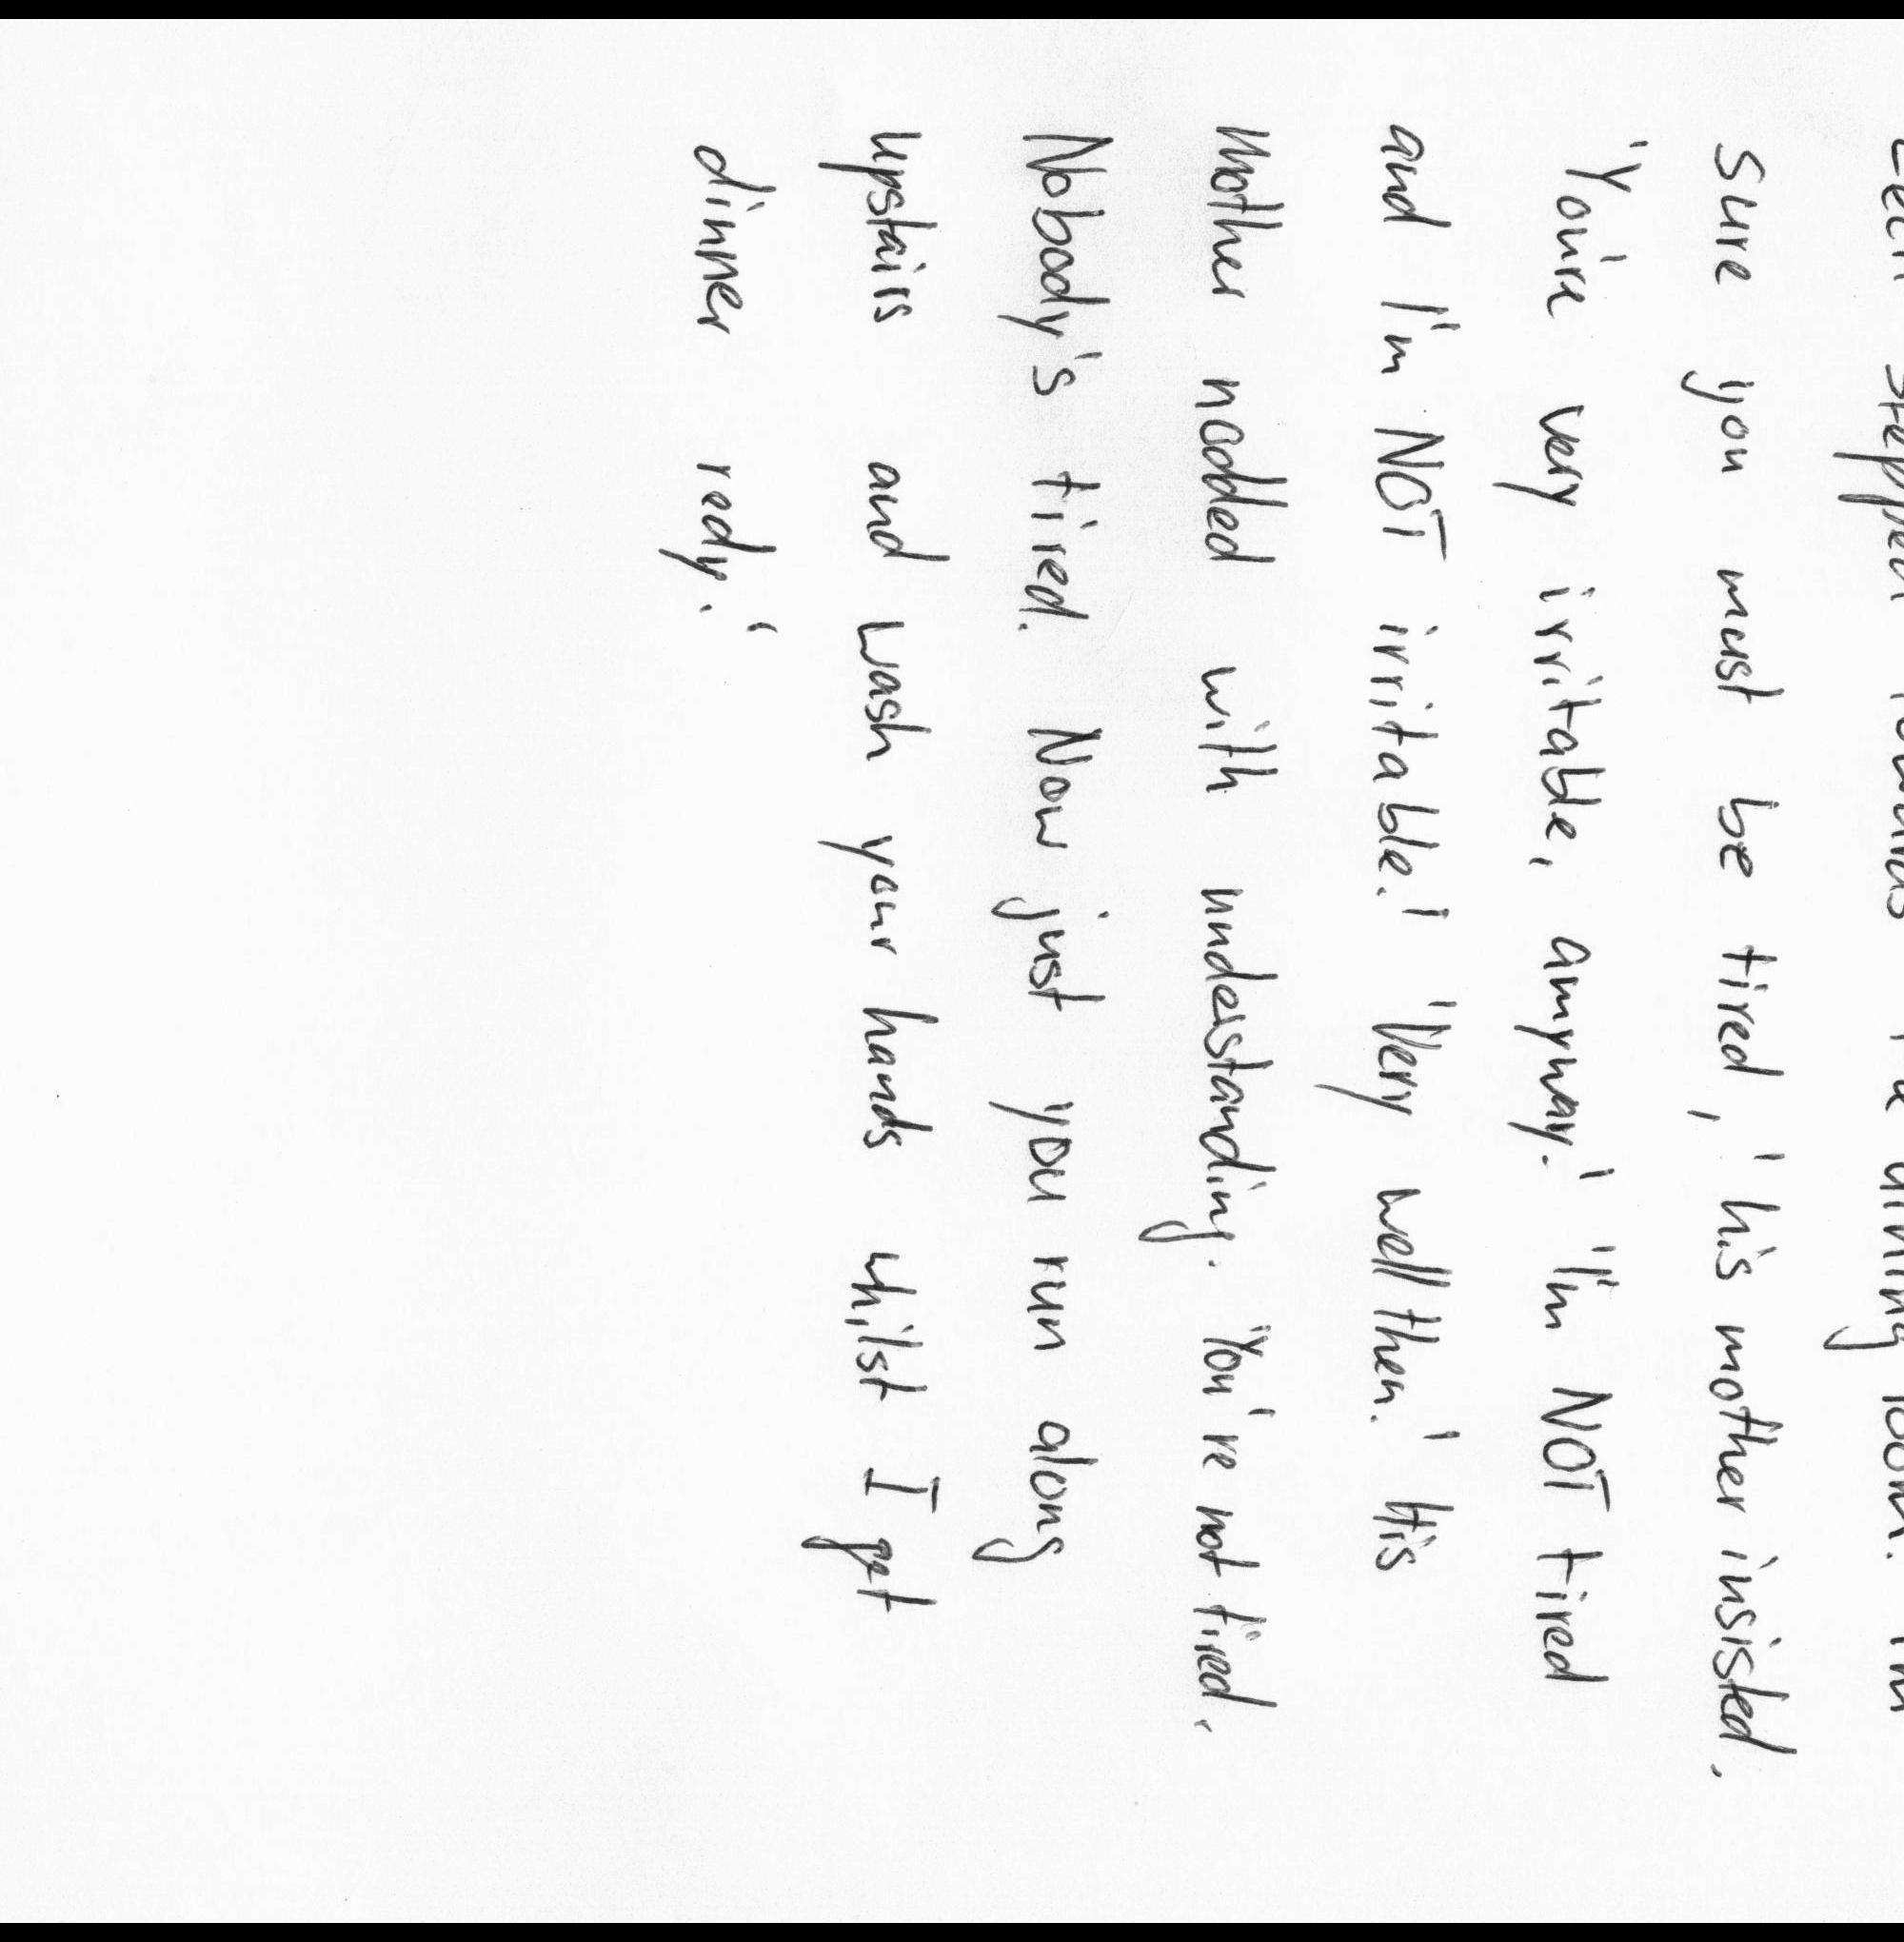 stepped towards the dining room. 'I'm
sure you must be tired,' his mother insisted.
'You're very irritable, anyway.' 'I'm NOT tired
and I'm NOT irritable.' 'Very well then.' His
mother nodded with understanding. 'You're not tired.
Nobody's tired. Now just you run along
upstairs and wash your hands whilst I get
dinner rady.'